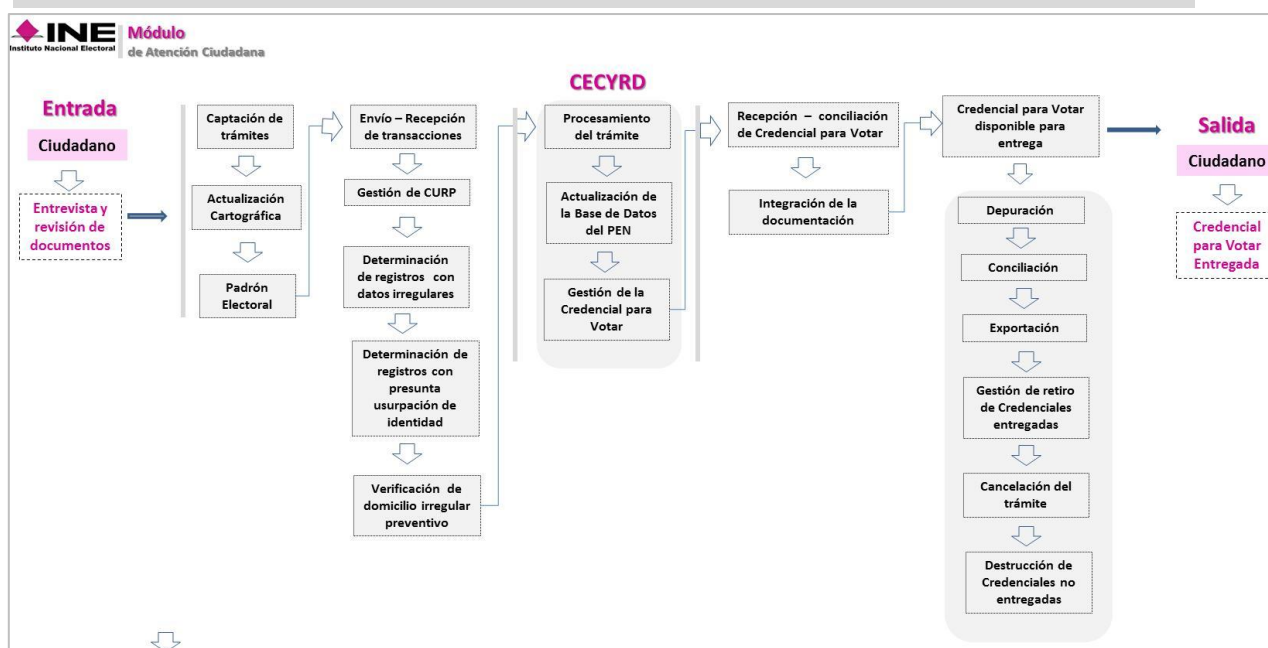 INE
Instituto Nacional Electoral
Módulo
de Atención Ciudadana
Entrada
Ciudadano
Entrevista y
revisión de
documentos
Captación de
trámites
Actualización
Cartográfica
Padrón
Electoral
Envío – Recepción
de transacciones
Gestión de CURP
Determinación
de registros con
datos irregulares
Determinación de
registros con
presunta
usurpación de
identidad
Verificación de
domicilio irregular
preventivo
CECYRD
Procesamiento
del trámite
Actualización de
la Base de Datos
del PEN
Gestión de la
Credencial para
Votar
Recepción – conciliación
de Credencial para Votar
Integración de la
documentación
Credencial para Votar
disponible para
entrega
Depuración
Conciliación
Exportación
Gestión de retiro
de Credenciales
entregadas
Cancelación del
trámite
Destrucción de
Credenciales no
entregadas
Salida
Ciudadano
Credencial
para Votar
Entregada